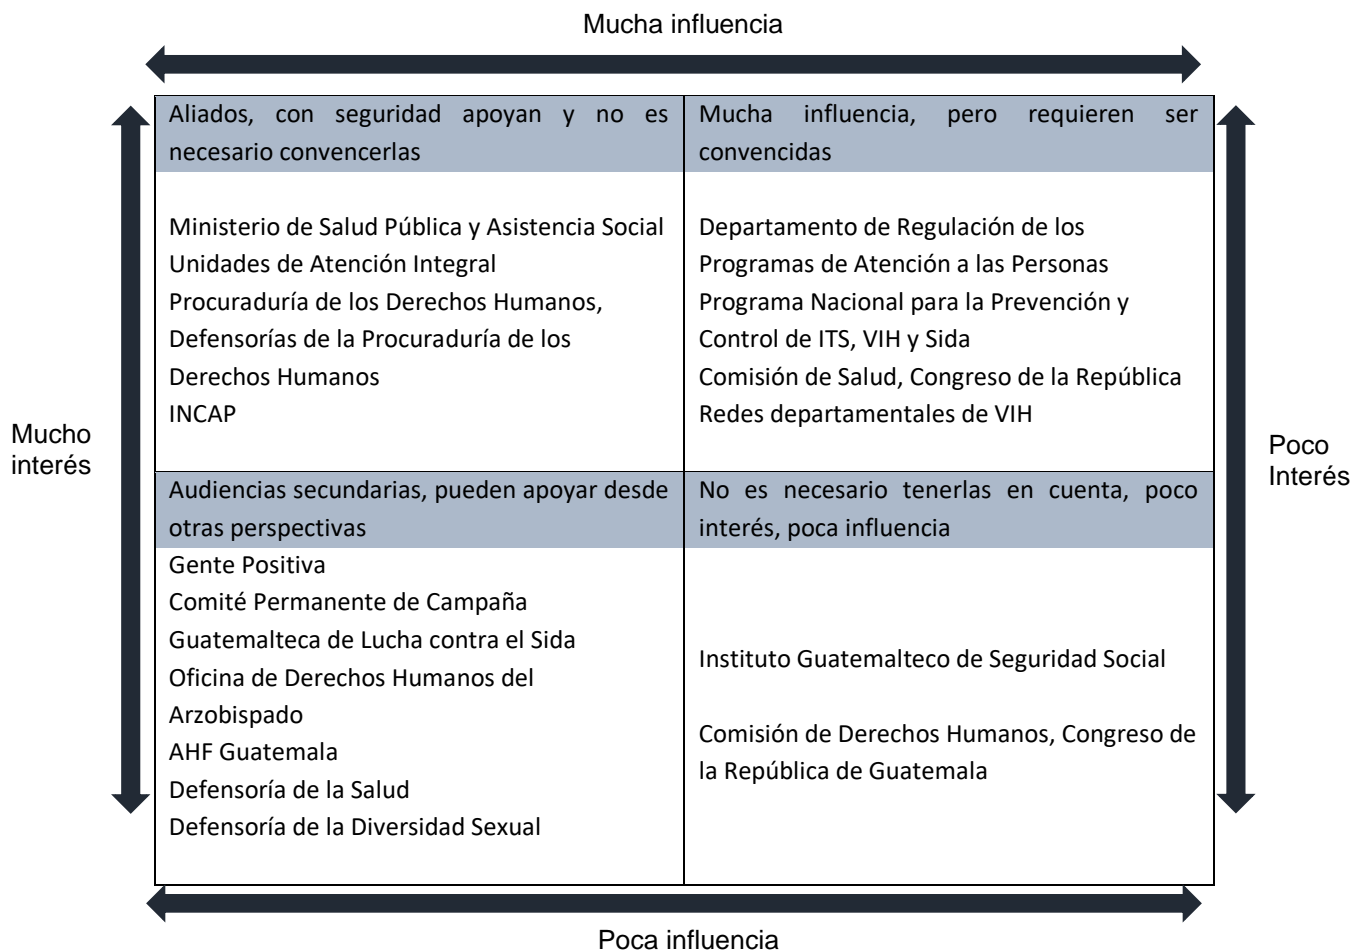 Mucha influencia
Aliados, con seguridad apoyan y no es
necesario convencerlas
Mucha influencia, pero requieren ser
convencidas
Ministerio de Salud Pública y Asistencia Social
Unidades de Atención Integral
Procuraduría de los Derechos Humanos,
Defensorías de la Procuraduría de los
Derechos Humanos
INCAP
Departamento de Regulación de los
Programas de Atención a las Personas
Programa Nacional para la Prevención y
Control de ITS, VIH y Sida
Comisión de Salud, Congreso de la República
Redes departamentales de VIH
Mucho
interés
Poco
Interés
Audiencias secundarias, pueden apoyar desde
otras perspectivas
No es necesario tenerlas en cuenta, poco
interés, poca influencia
Gente Positiva
Comité Permanente de Campaña
Guatemalteca de Lucha contra el Sida
Oficina de Derechos Humanos del
Arzobispado
AHF Guatemala
Defensoría de la Salud
Defensoría de la Diversidad Sexual
Instituto Guatemalteco de Seguridad Social
Comisión de Derechos Humanos, Congreso de
la República de Guatemala
Poca influencia